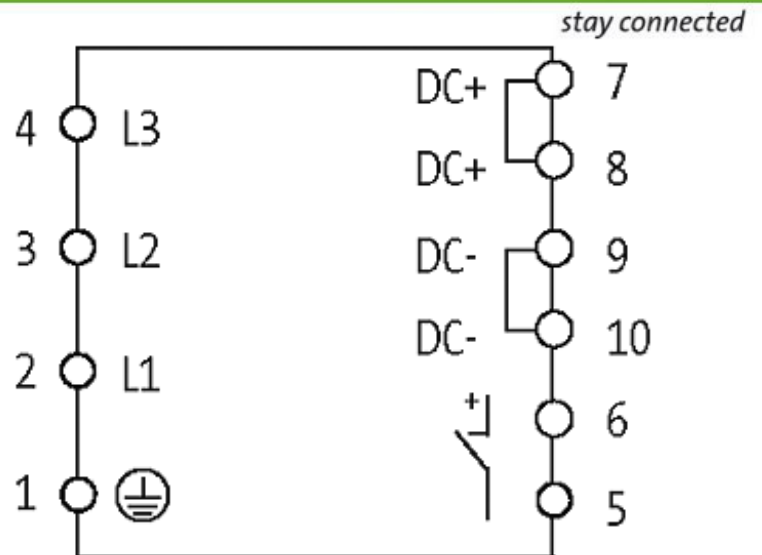 stay connected
DC+ 7
4 L3
DC+ 8
3 L2
DC- 9
DC- 10
2 L1
+
6
1
5